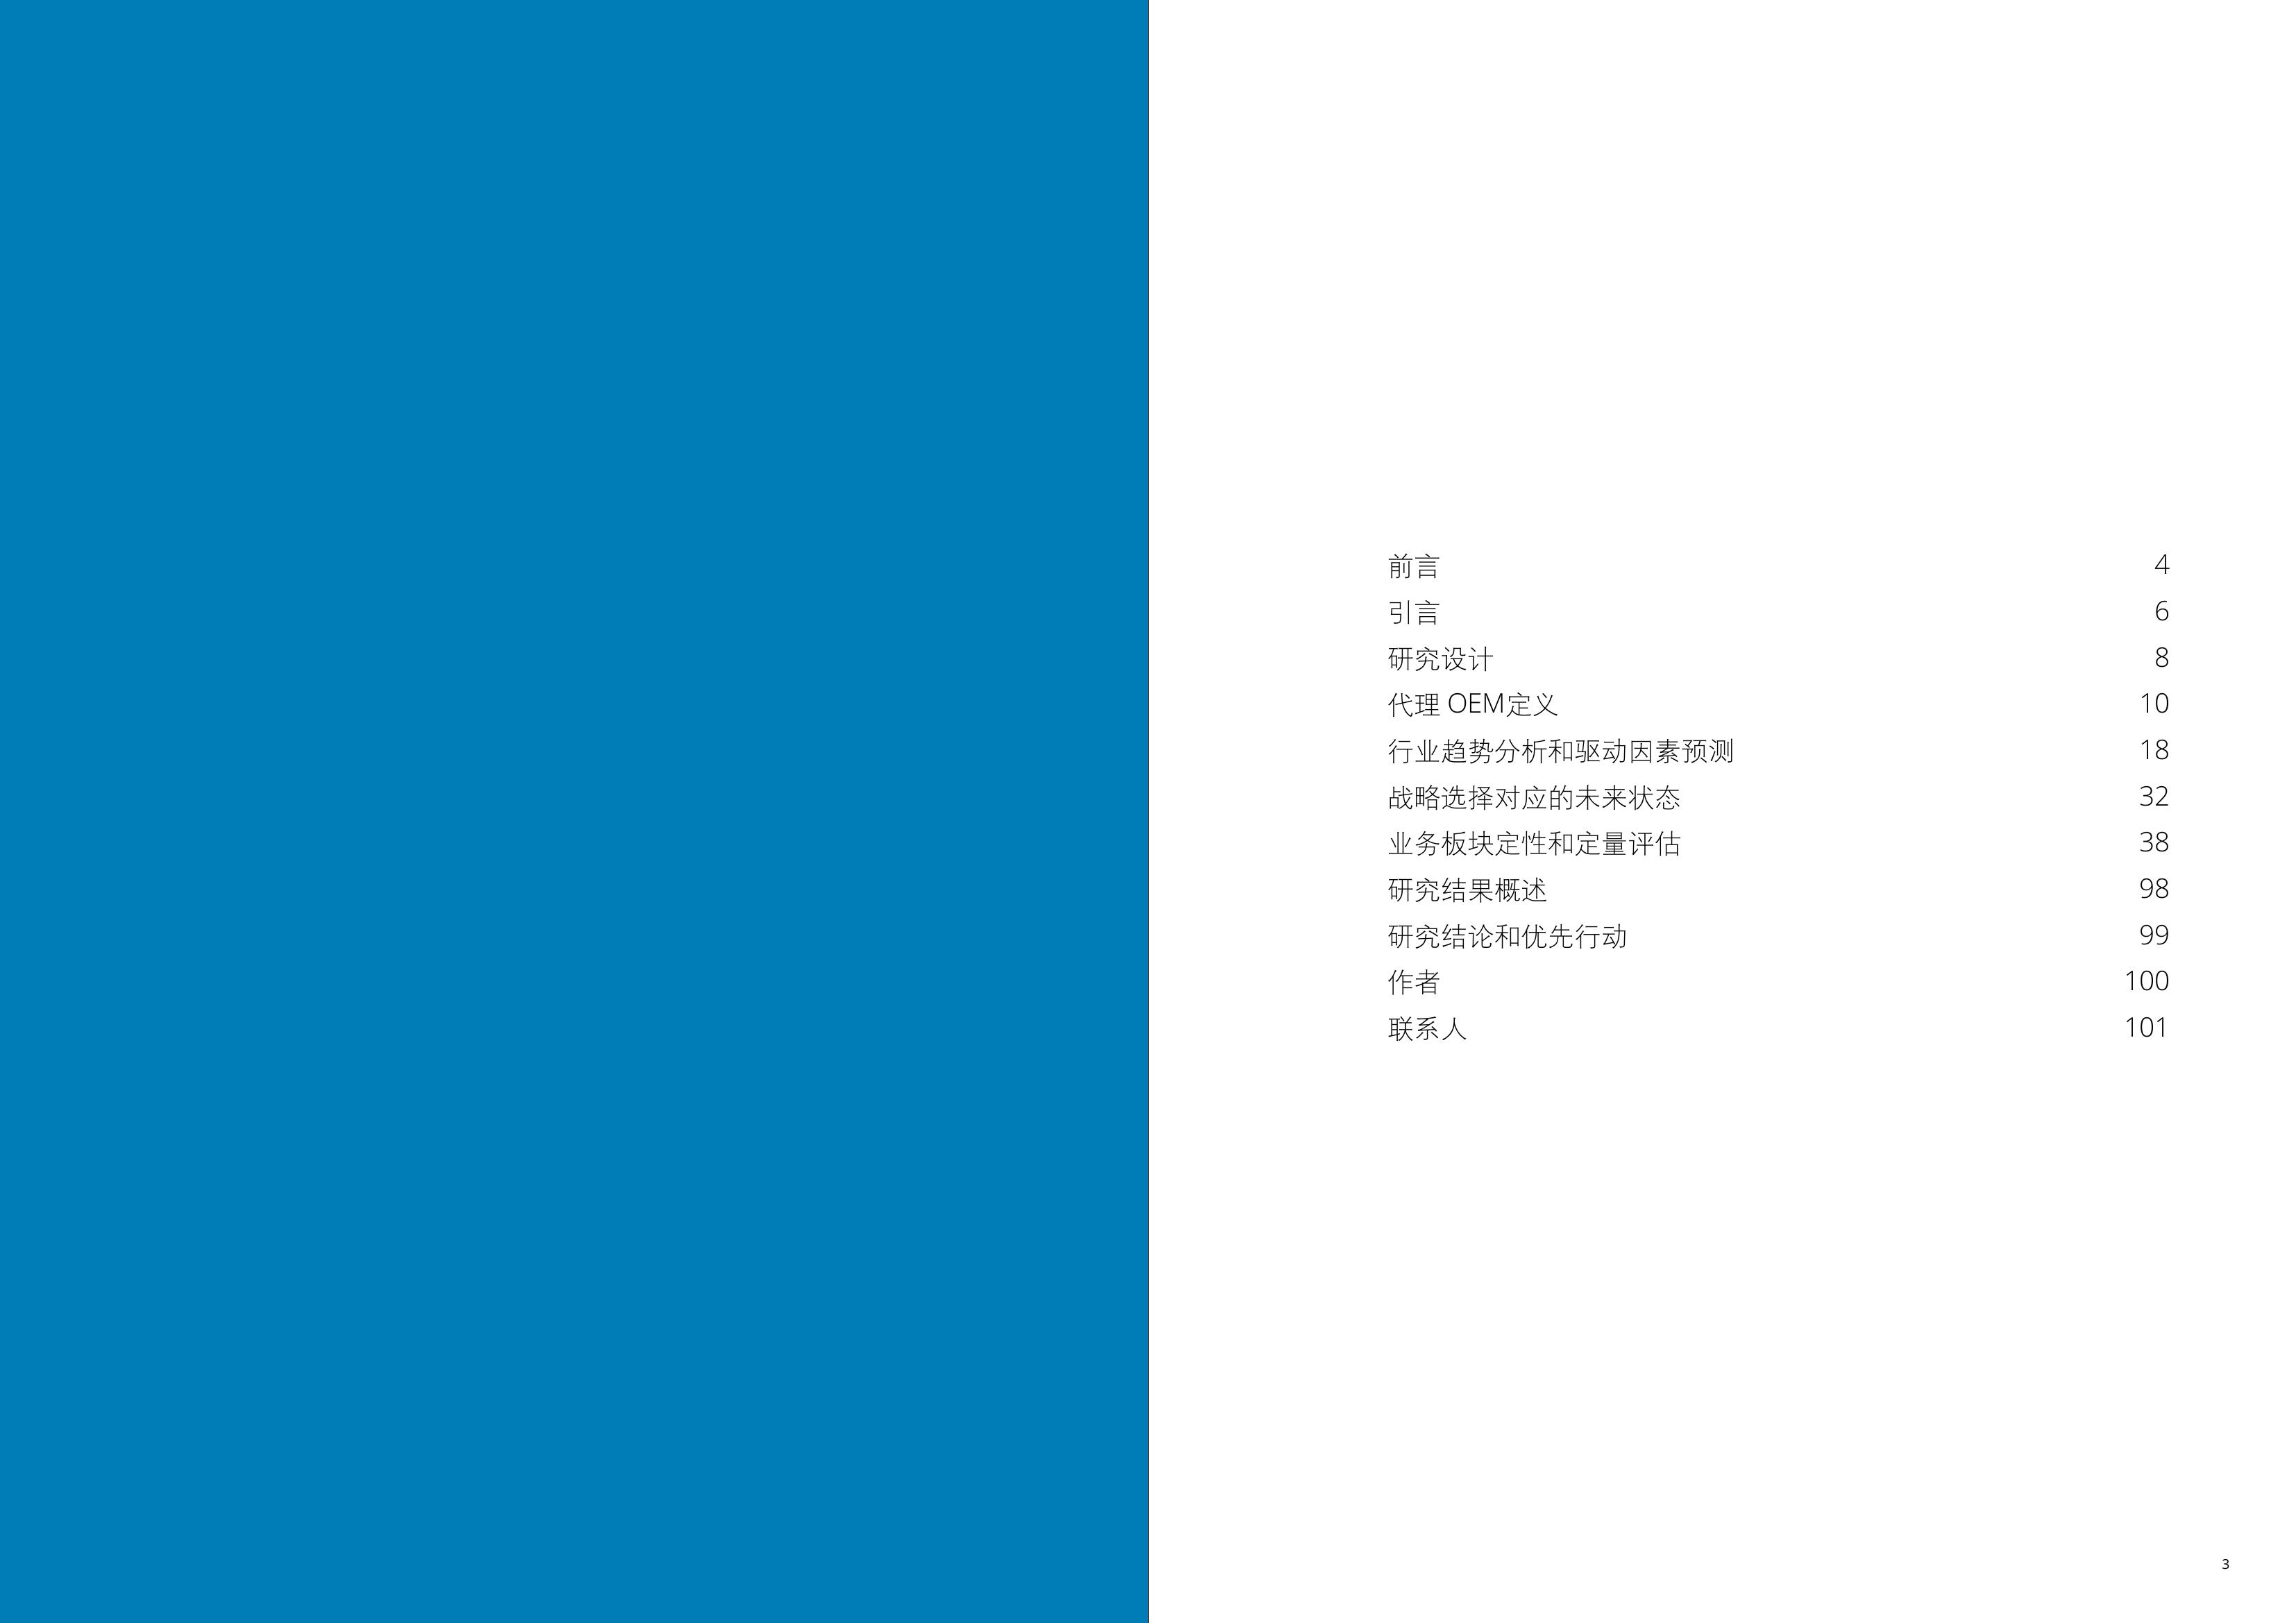 前言 4
引言 6
研究设计 8
代理 OEM定义 10
行业趋势分析和驱动因素预测 18
战略选择对应的未来状态 32
业务板块定性和定量评估 38
研究结果概述 98
研究结论和优先行动 99
作者 100
联系人 101
3